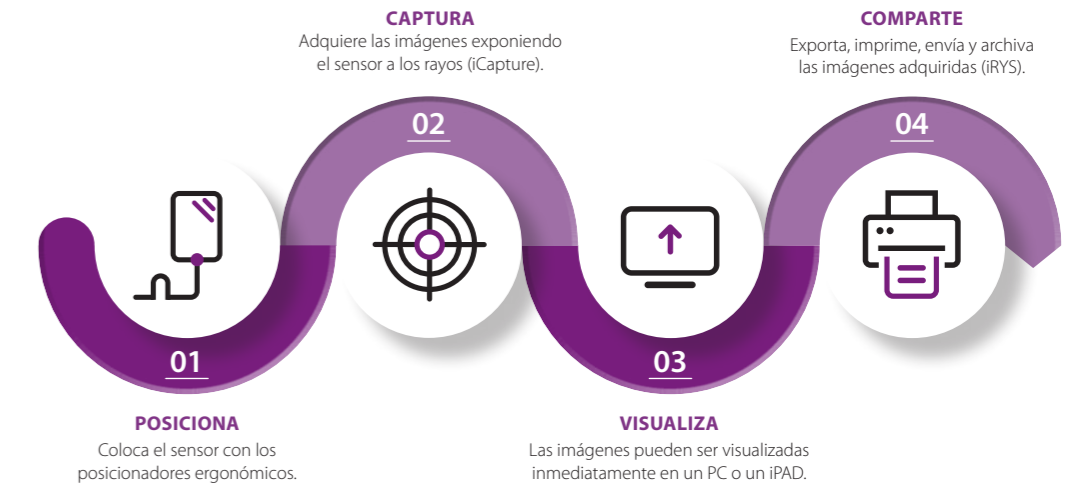 CAPTURA
Adquiere las imágenes exponiendo
el sensor a los rayos (iCapture).
COMPARTE
Exporta, imprime, envía y archiva
las imágenes adquiridas (iRYS).
02
04
01
03
POSICIONA
Coloca el sensor con los
posicionadores ergonómicos.
VISUALIZA
Las imágenes pueden ser visualizadas
inmediatamente en un PC o un iPAD.